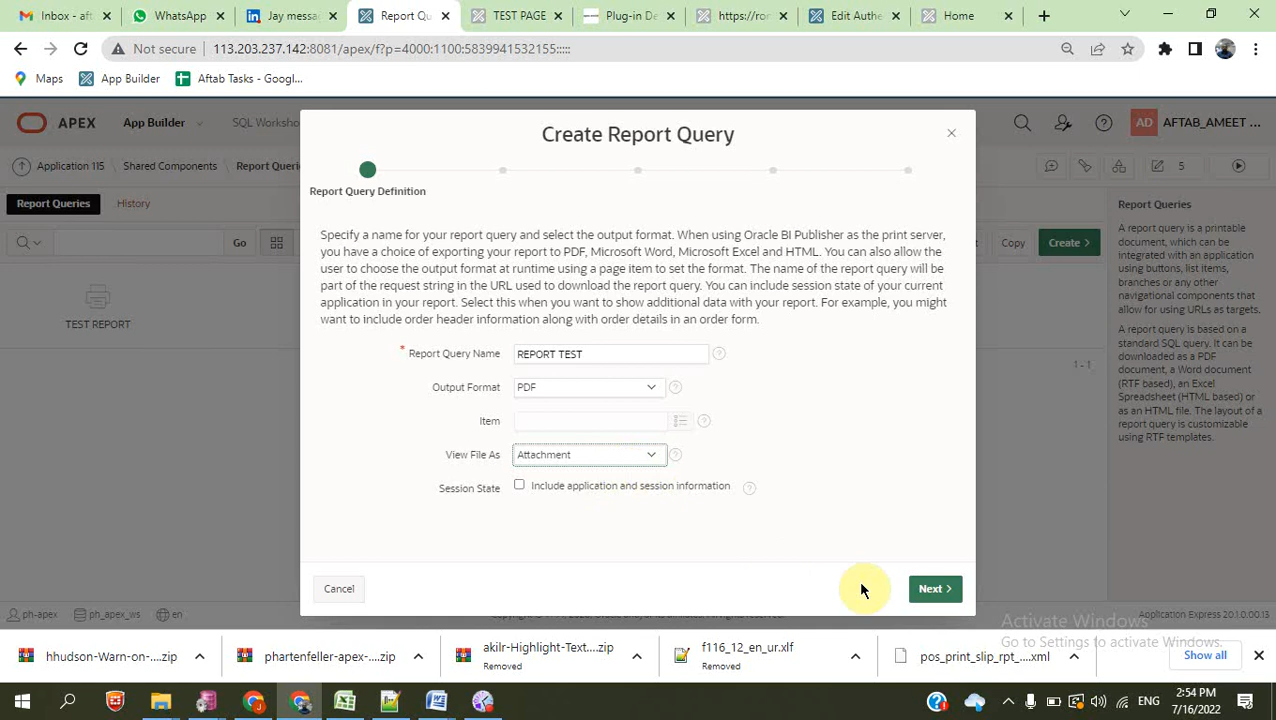 Inbox - aft
WhatsApp
Jay messa
Report Qu
TEST PAGE
Plug-in De
https://ror
Edit Authe
Home
Not secure
113.203.237.142:8081/apex/f?p=4000:1100:5839941532155:::::
Maps
App Builder
Aftab Tasks - Googl...
APEX
App Builder
SQL Worksho
AD
AFTAB_AMEET ...
Application 115
Shared Components
Report Queri
5
Report Queries
History
Go
Copy
Create
TEST REPORT
1 - 1
Create Report Query
Report Query Definition
Specify a name for your report query and select the output format. When using Oracle BI Publisher as the print server,
you have a choice of exporting your report to PDF, Microsoft Word, Microsoft Excel and HTML. You can also allow the
user to choose the output format at runtime using a page item to set the format. The name of the report query will be
part of the request string in the URL used to download the report query. You can include session state of your current
application in your report. Select this when you want to show additional data with your report. For example, you might
want to include order header information along with order details in an order form.
* Report Query Name
REPORT TEST
Output Format
PDF
Item
View File As
Attachment
Session State
Include application and session information
Cancel
Next
Report Queries
A report query is a printable
document, which can be
integrated with an application
using buttons, list items,
branches or any other
navigational components that
allow for using URLs as targets.
A report query is based on a
standard SQL query. It can be
downloaded as a PDF
document, a Word document
(RTF based), an Excel
Spreadsheet (HTML based) or
as an HTML file. The layout of a
report query is customizable
using RTF templates.
ph-apex
ph_apex_ws
en
Application Express 20.1.0.00.13
Activate Windows
Go to Settings to activate Windows.
hhudson-Warn-on-....zip
phartenfeller-apex-....zip
akilr-Highlight-Text....zip
Removed
f116_12_en_ur.xlf
Removed
pos_print_slip_rpt_....xml
Show all
ENG
2:54 PM
7/16/2022